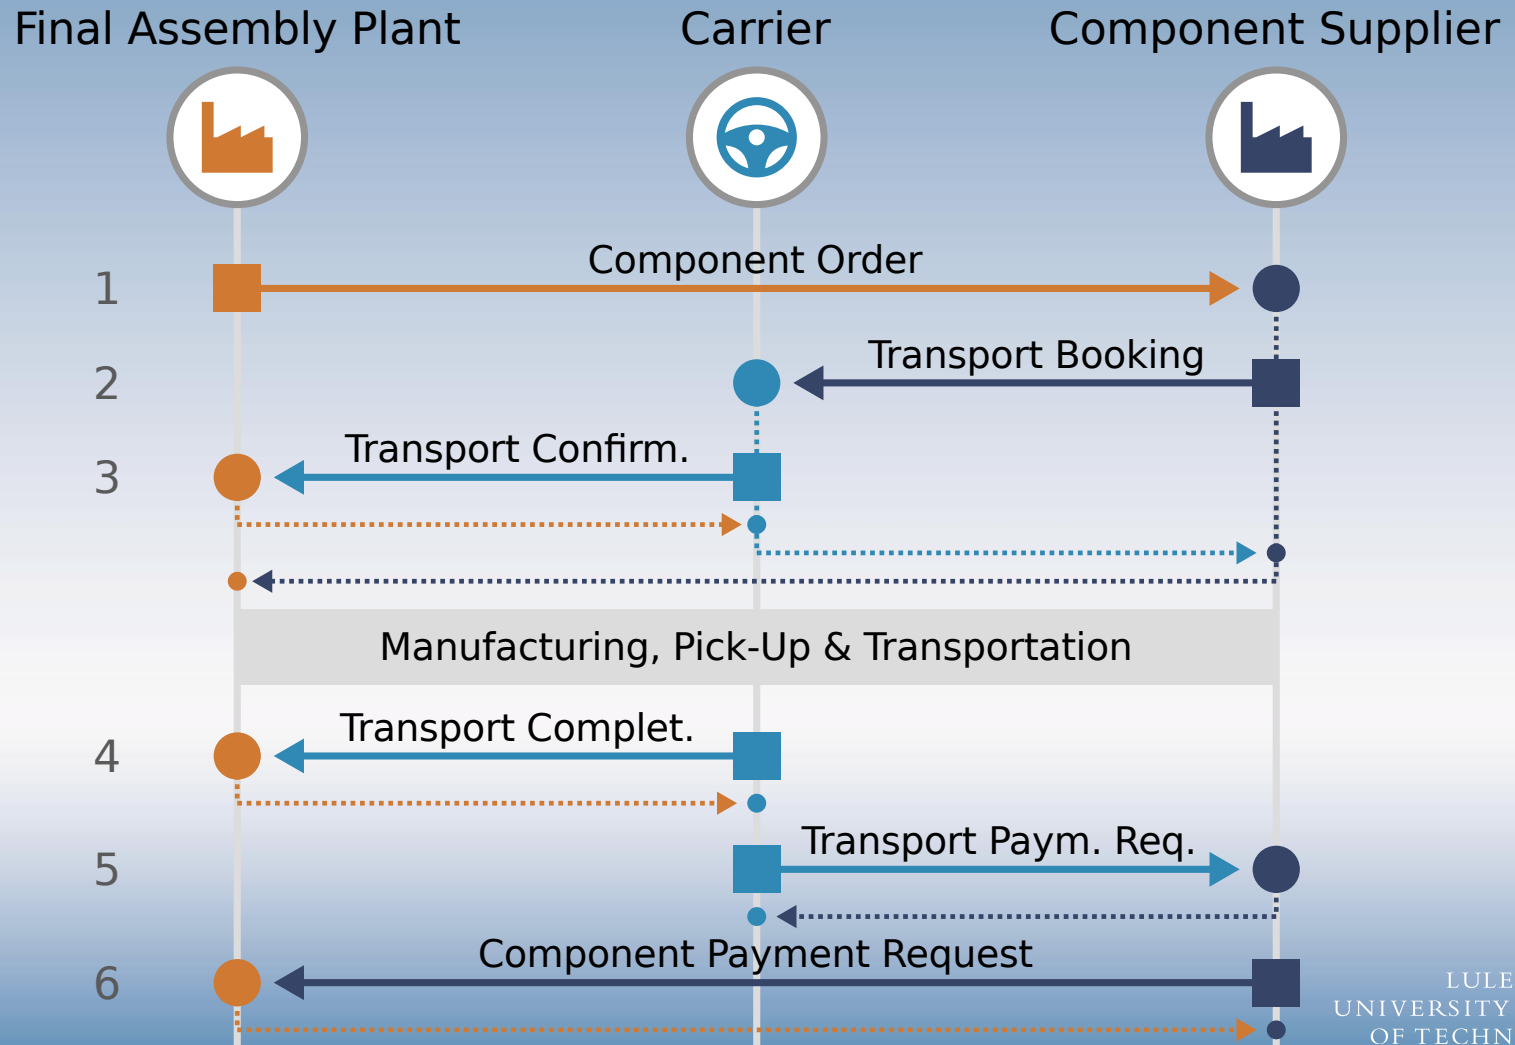 Final Assembly Plant
Carrier
Component Supplier
Component Order
1
Transport Booking
2
Transport Confirm.
3
Manufacturing, Pick-Up & Transportation
Transport Complet.
4
Transport Paym. Req.
5
Component Payment Request
6
LULE
UNIVERSITY
OF TECHN